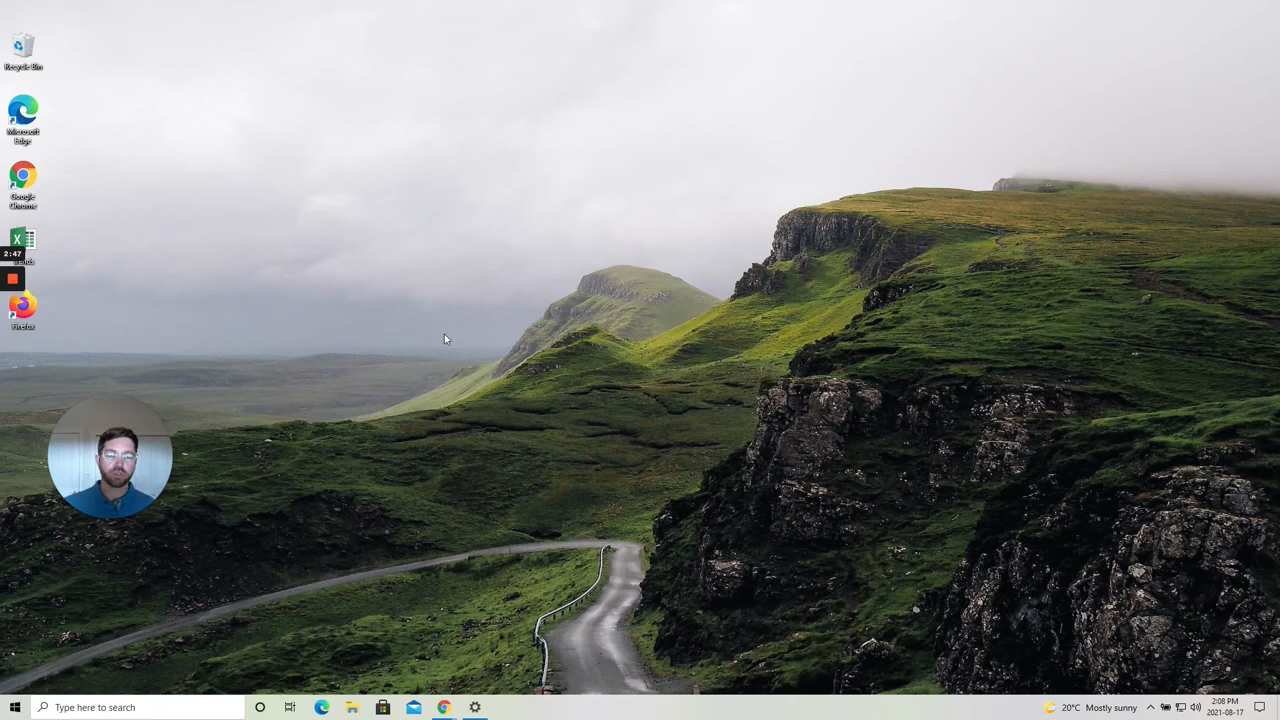 Recycle Bin
Microsoft
Edge
Google
Chrome
2:47
Firefox
Type here to search
20°C Mostly sunny
2:08 PM
2021-08-17